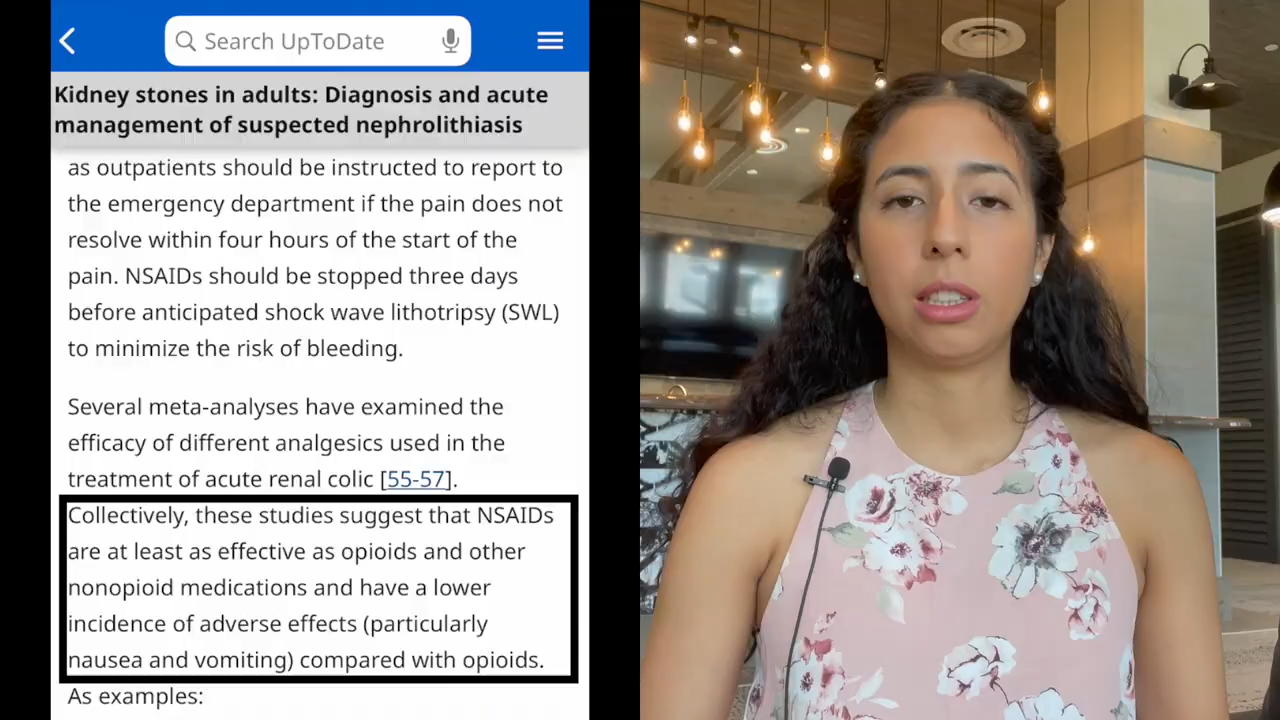 Search UpToDate
Kidney stones in adults: Diagnosis and acute
management of suspected nephrolithiasis
as outpatients should be instructed to report to
the emergency department if the pain does not
resolve within four hours of the start of the
pain. NSAIDs should be stopped three days
before anticipated shock wave lithotripsy (SWL)
to minimize the risk of bleeding.
Several meta-analyses have examined the
efficacy of different analgesics used in the
treatment of acute renal colic [55-57].
Collectively, these studies suggest that NSAIDs
are at least as effective as opioids and other
nonopioid medications and have a lower
incidence of adverse effects (particularly
nausea and vomiting) compared with opioids.
As examples: